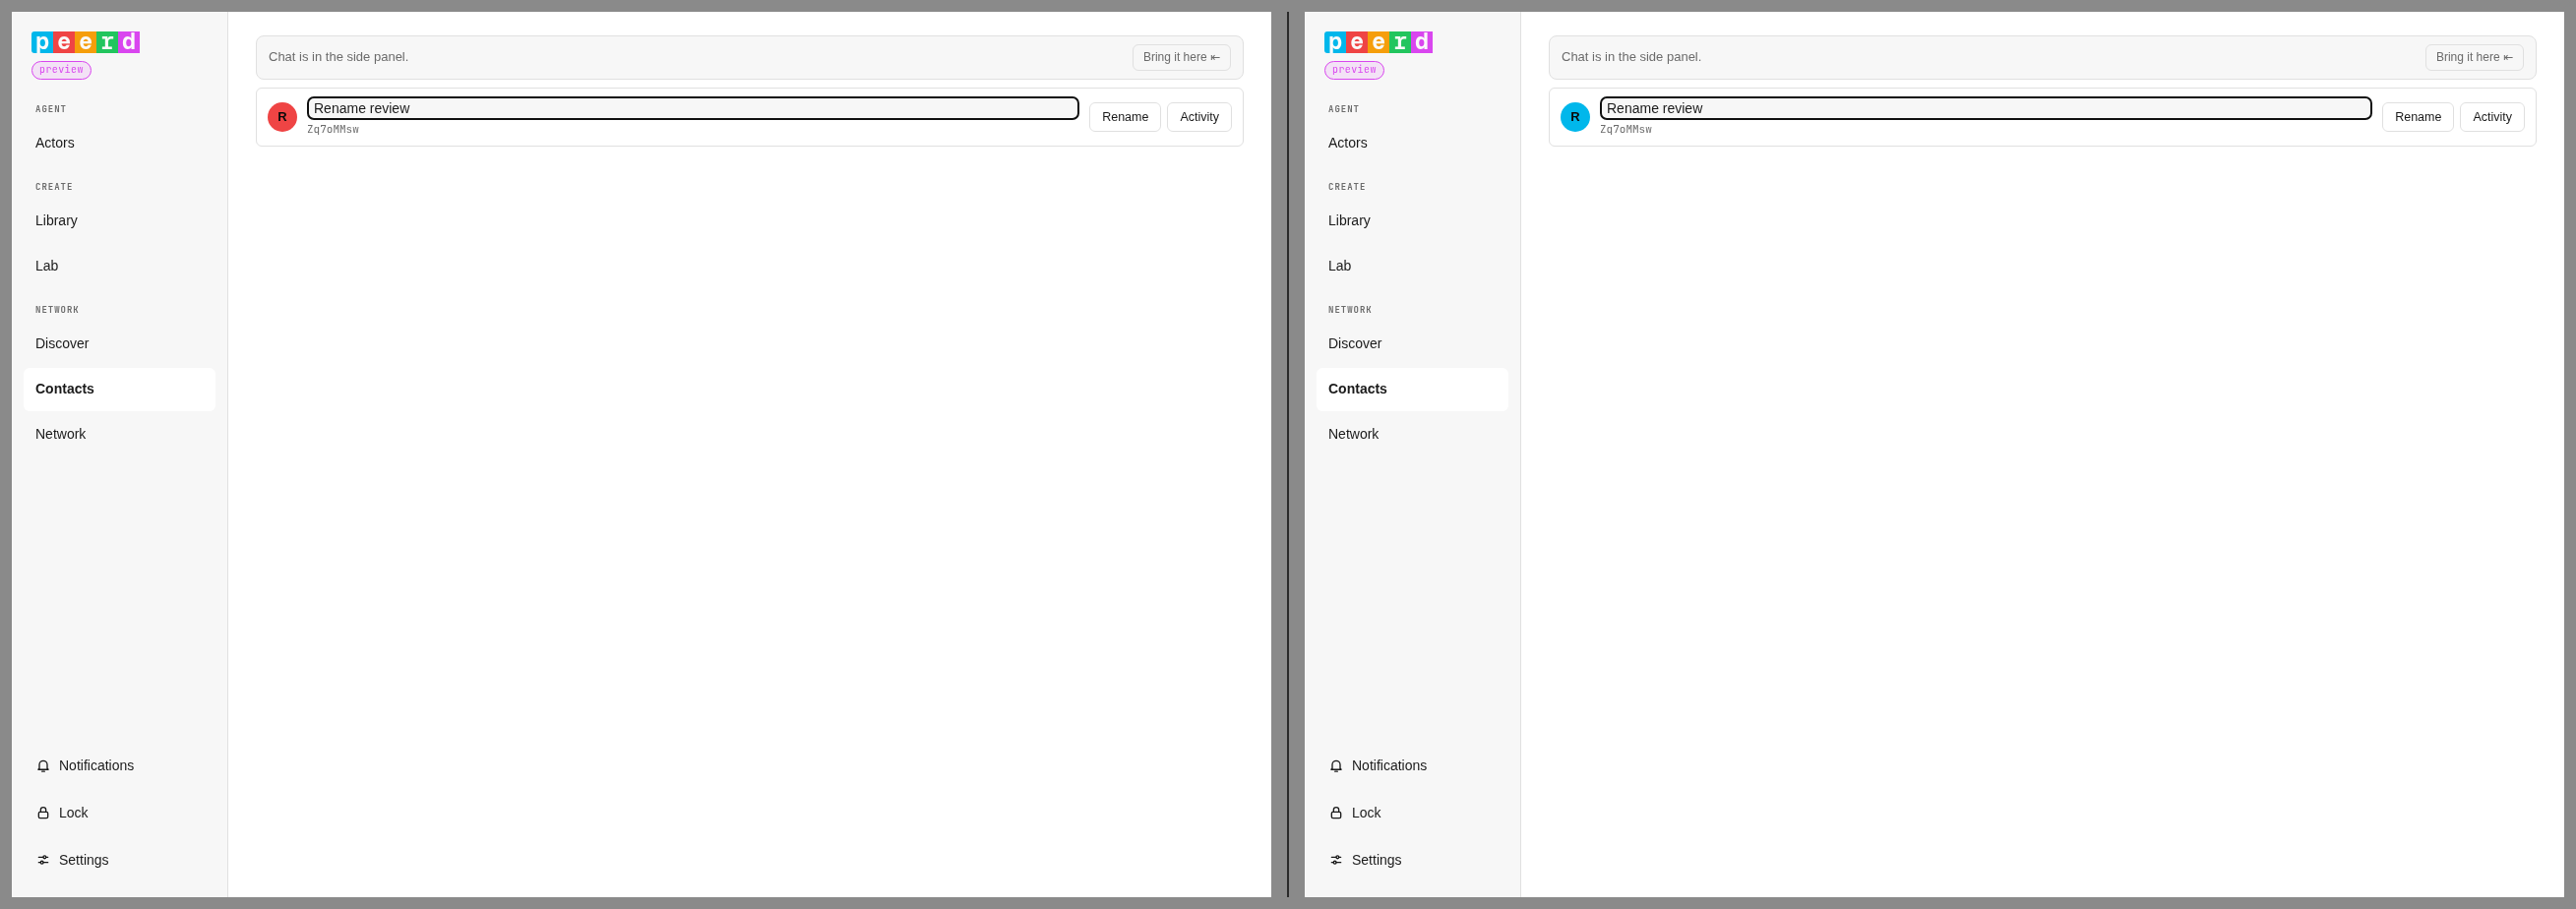 peerd
preview
AGENT
Actors
CREATE
Library
Lab
NETWORK
Discover
Contacts
Network
Notifications
Lock
Settings
Chat is in the side panel.
Bring it here ⇤
R
Rename review
Zq7oMMsw
Rename
Activity
peerd
preview
AGENT
Actors
CREATE
Library
Lab
NETWORK
Discover
Contacts
Network
Notifications
Lock
Settings
Chat is in the side panel.
Bring it here ⇤
R
Rename review
Zq7oMMsw
Rename
Activity